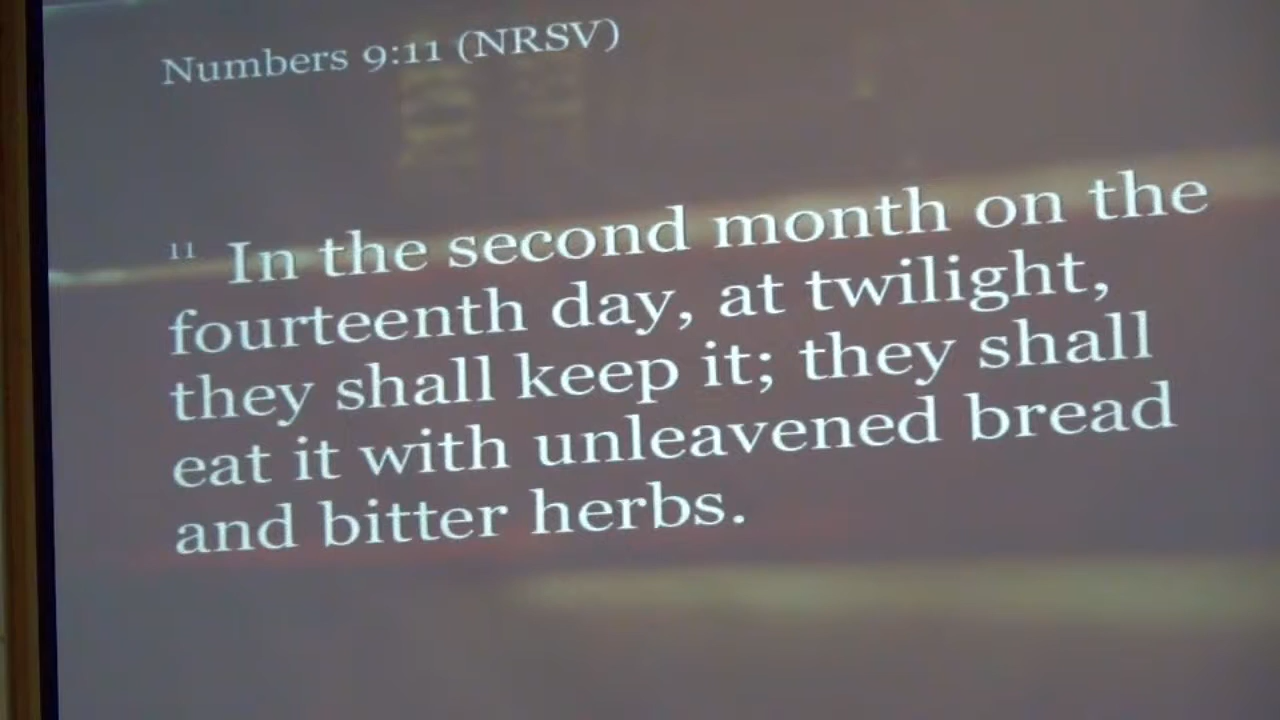 Numbers 9:11 (NRSV)
11 In the second month on the
fourteenth day, at twilight,
they shall keep it; they shall
eat it with unleavened bread
and bitter herbs.